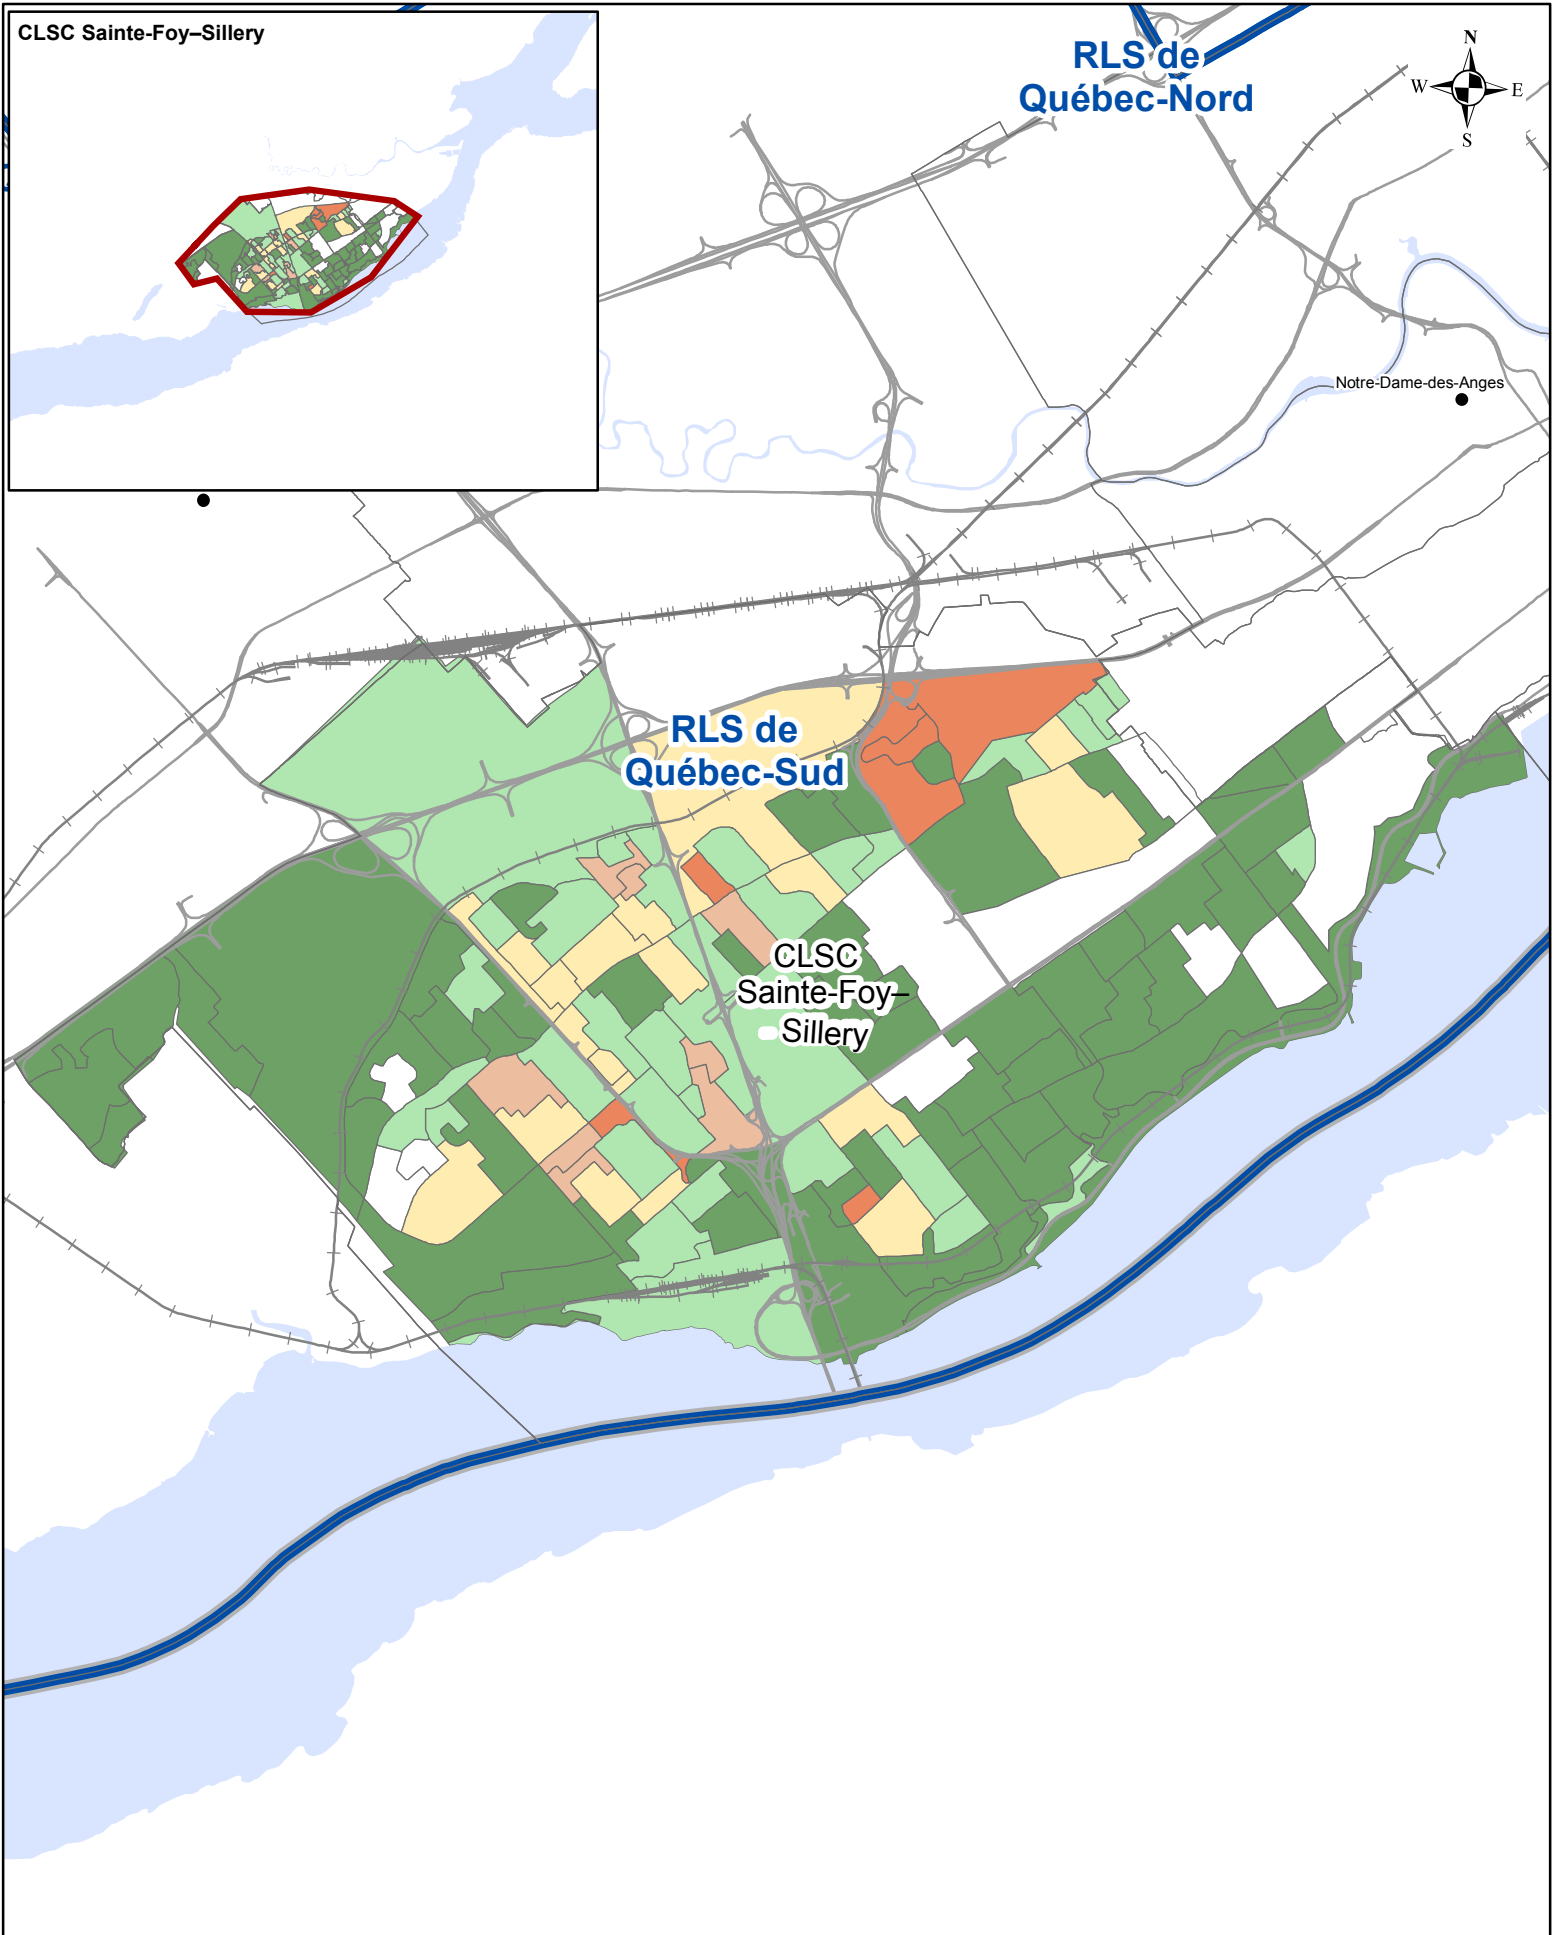 CLSC Sainte-Foy–Sillery
RLS de
Québec-Nord
N
W
E
S
Notre-Dame-des-Anges
RLS de
Québec-Sud
CLSC
Sainte-Foy–
Sillery